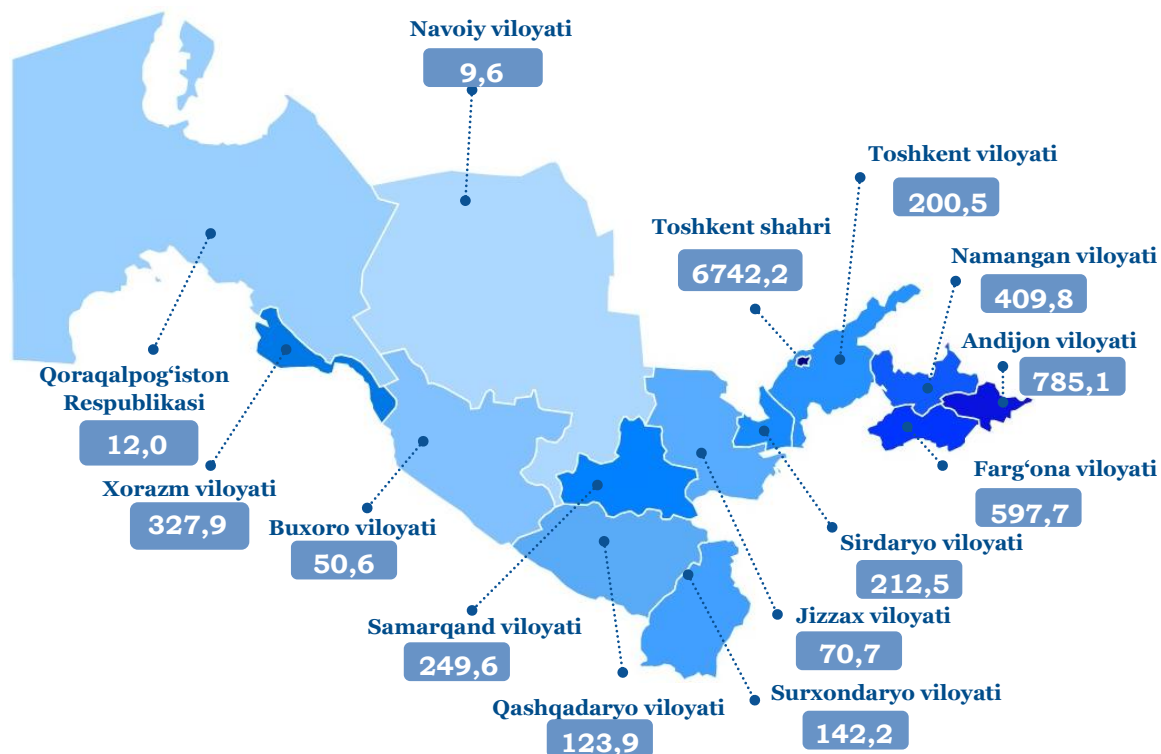 Navoiy viloyati
9,6
Toshkent viloyati
200,5
Toshkent shahri
6742,2
Namangan viloyati
409,8
Andijon viloyati
785,1
Qoraqalpog‘iston
Respublikasi
12,0
Xorazm viloyati
327,9
Buxoro viloyati
50,6
Farg‘ona viloyati
597,7
Sirdaryo viloyati
212,5
Samarqand viloyati
249,6
Jizzax viloyati
70,7
Qashqadaryo viloyati
123,9
Surxondaryo viloyati
142,2